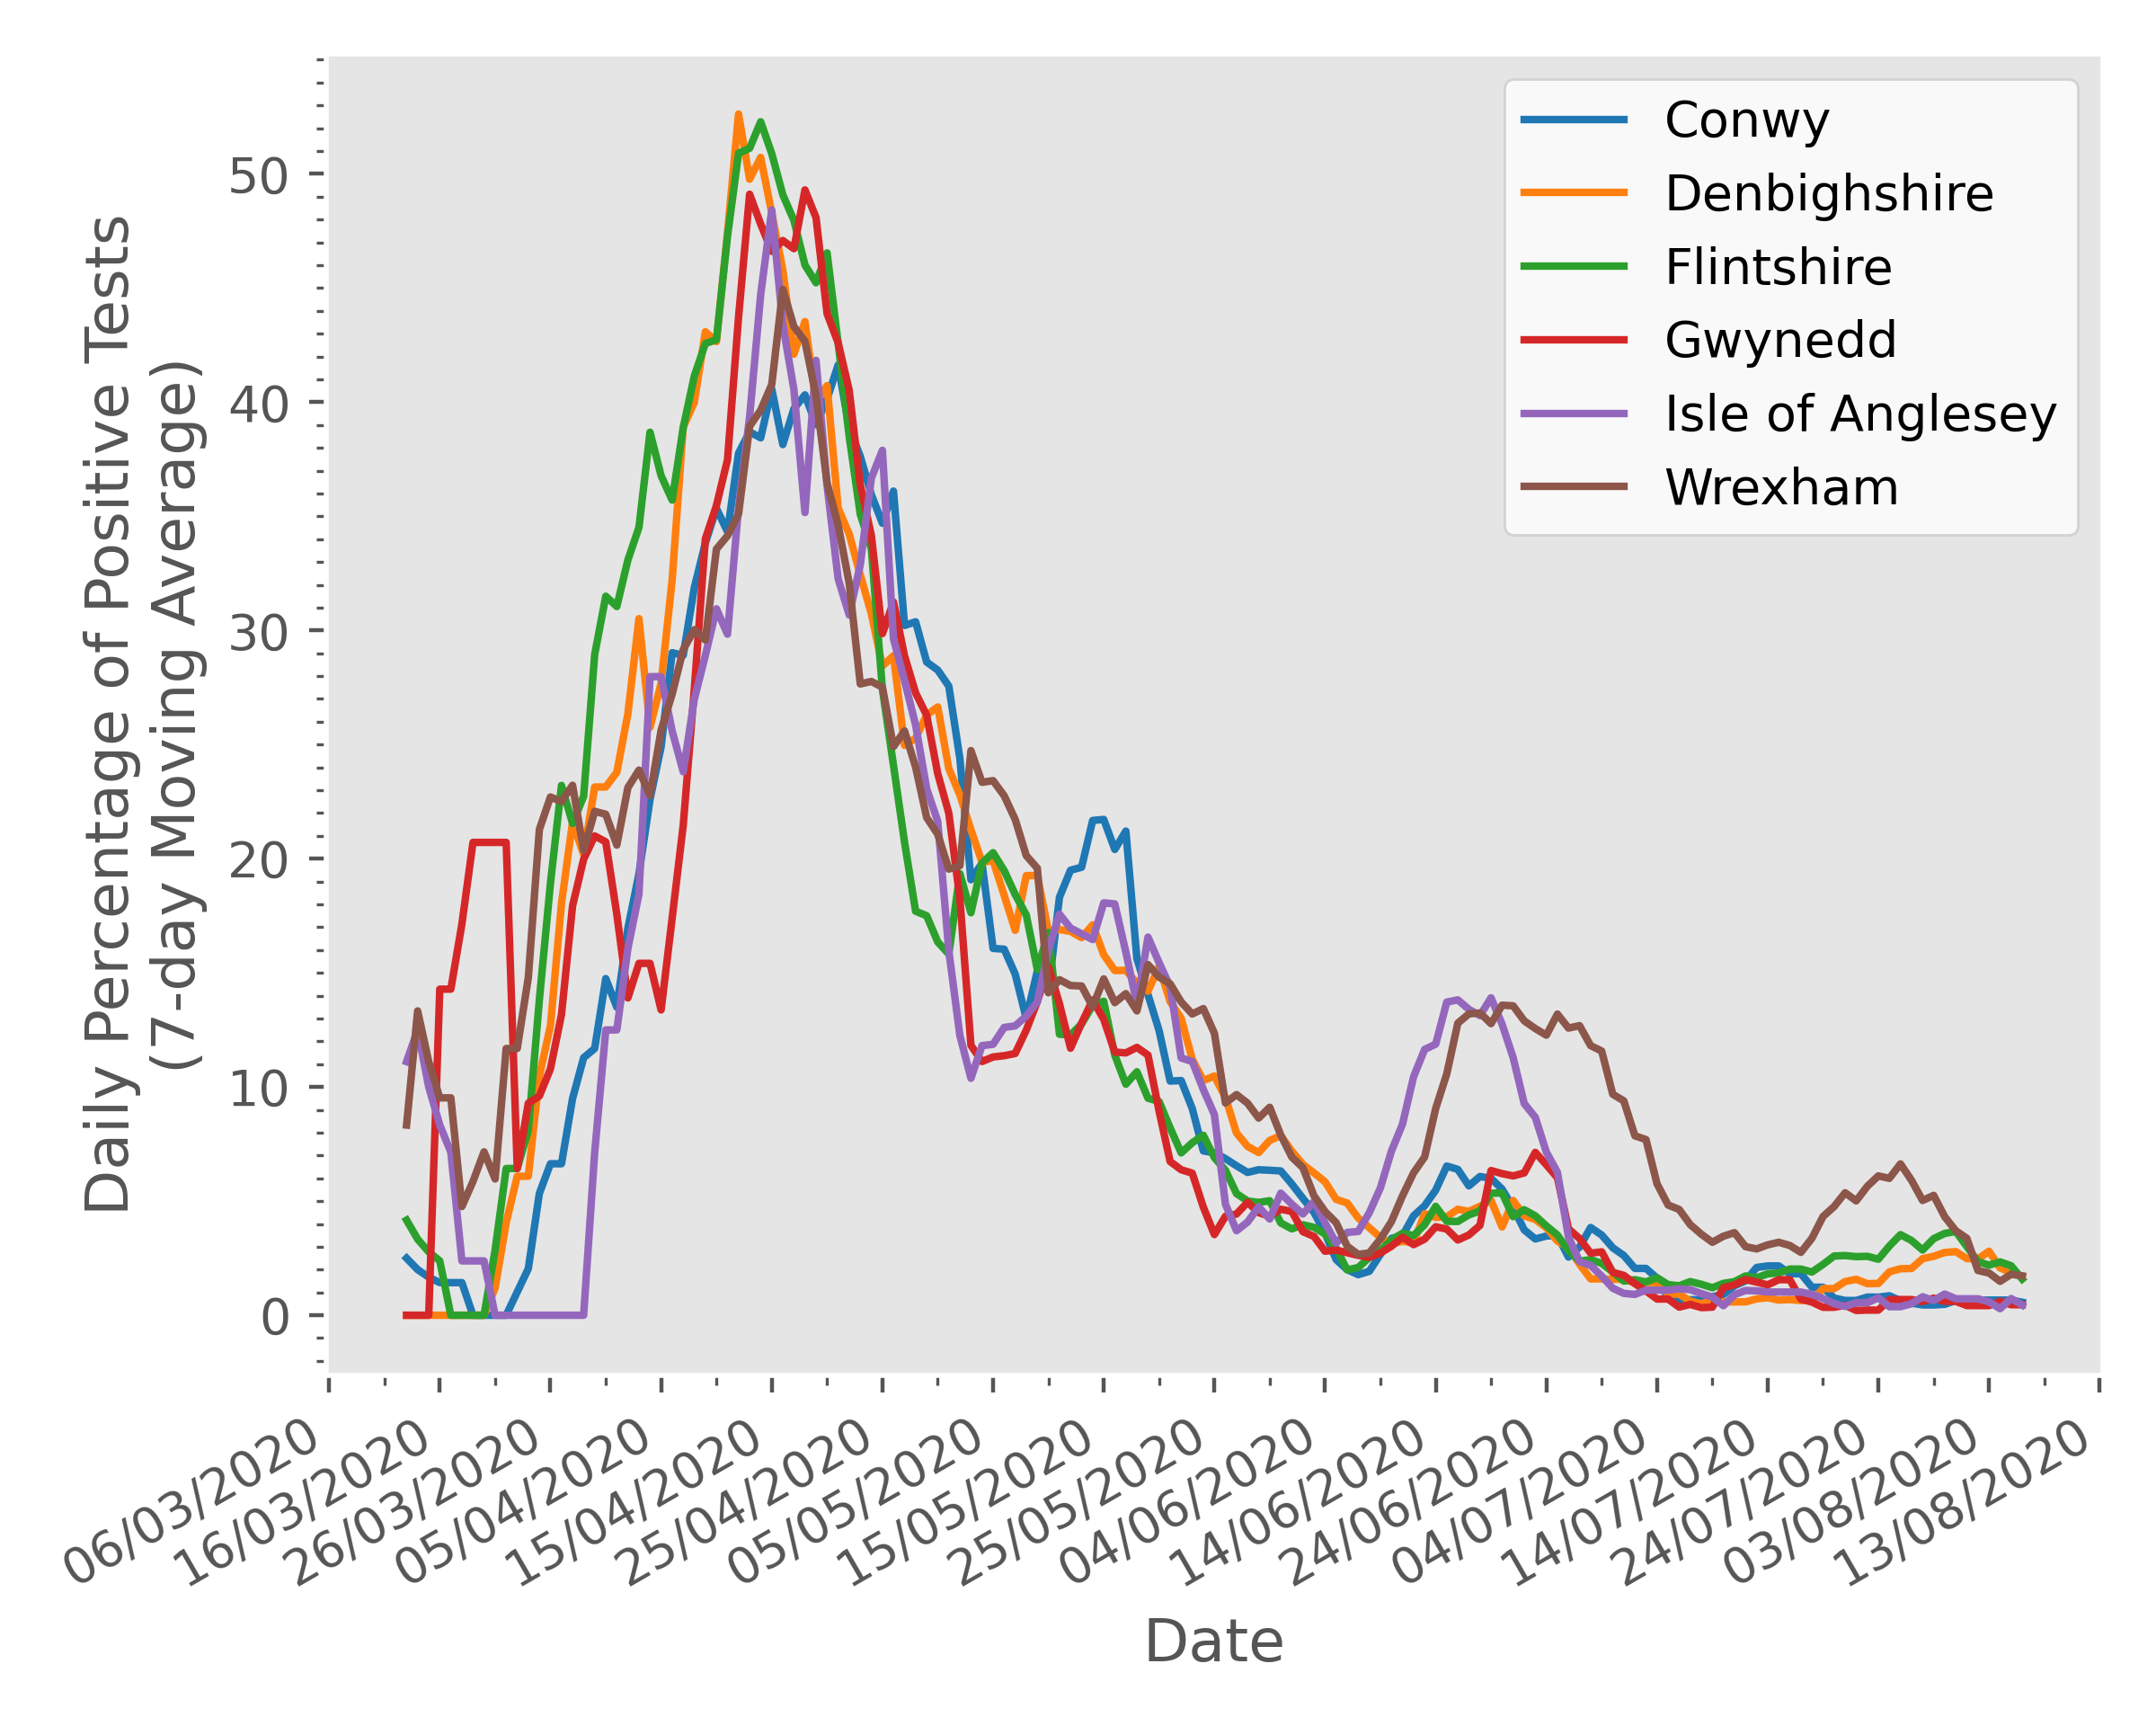 Daily Percentage of Positive Tests
(7-day Moving Average)
50
40
30
20
10
0
Conwy
Denbighshire
Flintshire
Gwynedd
Isle of Anglesey
Wrexham
06/03/2020
16/03/2020
26/03/2020
05/04/2020
15/04/2020
25/04/2020
05/05/2020
15/05/2020
25/05/2020
04/06/2020
14/06/2020
24/06/2020
04/07/2020
14/07/2020
24/07/2020
03/08/2020
13/08/2020
Date